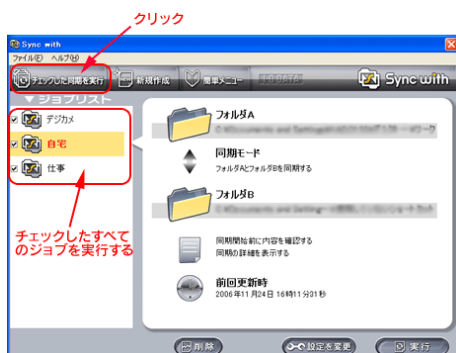 クリック
Sync with
ファイル(F) ヘルプ(H)
チェックした同期を実行
新規作成
簡単メニュー
I-O DATA
Sync with
▼ジョブリスト
デジカメ
自宅
仕事
チェックしたすべて
のジョブを実行する
フォルダA
同期モード
フォルダAとフォルダBを同期する
フォルダB
同期開始前に内容を確認する
同期の詳細を表示する
前回更新時
2006年11月24日 16時11分31秒
削除
設定を変更
実行